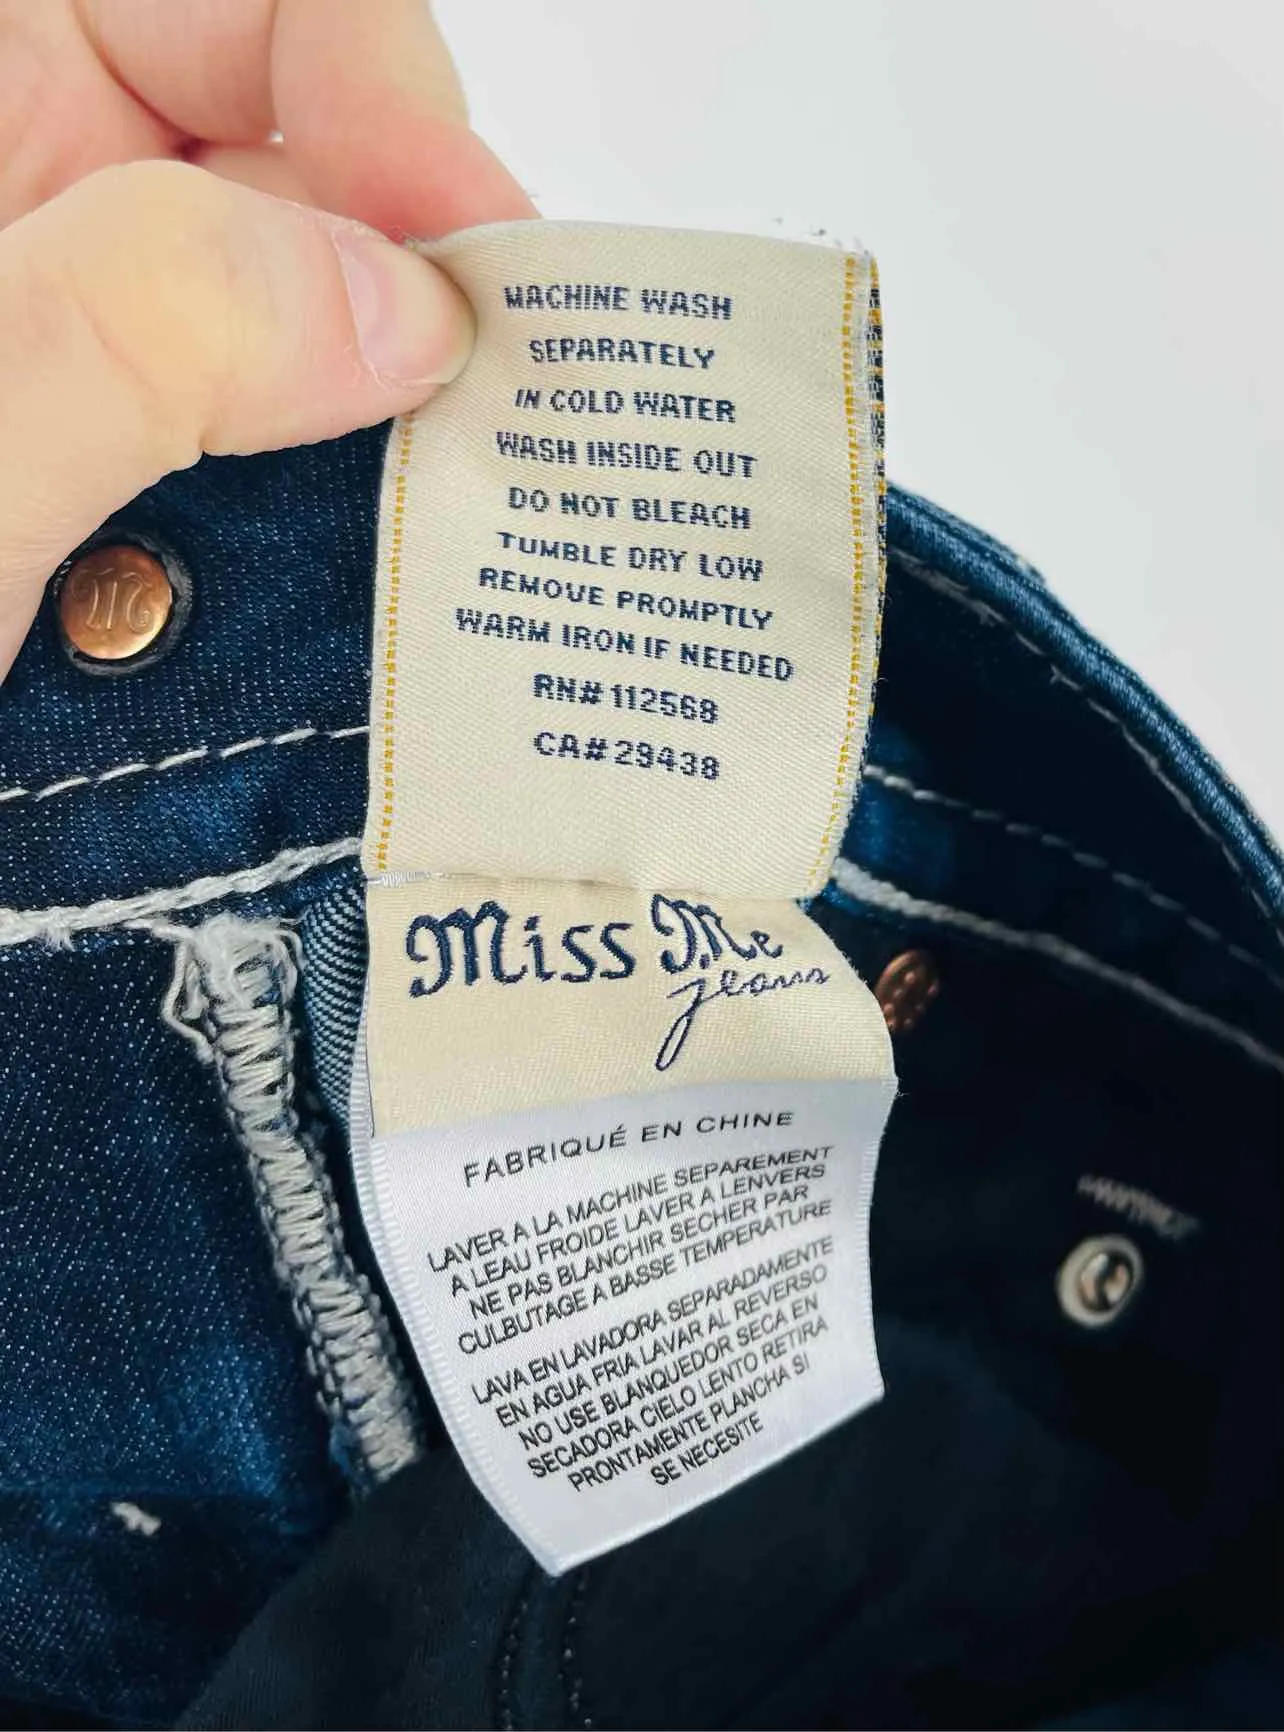 MACHINE WASH
SEPARATELY
IN COLD WATER
WASH INSIDE OUT
DO NOT BLEACH
TUMBLE DRY LOW
REMOVE PROMPTLY
WARM IRON IF NEEDED
RN# 112568
CA# 29438
Miss Me
jeans
FABRIQUÉ EN CHINE
LAVER A LA MACHINE SEPAREMENT
A LEAU FROIDE LAVER A LENVERS
NE PAS BLANCHIR SECHER PAR
CULBUTAGE A BASSE TEMPERATURE
LAVA EN LAVADORA SEPARADAMENTE
EN AGUA FRIA LAVAR AL REVERSO
NO USE BLANQUEDOR SECA EN
SECADORA CIELO LENTO RETIRA
PRONTAMENTE PLANCHA SI
SE NECESITE
M